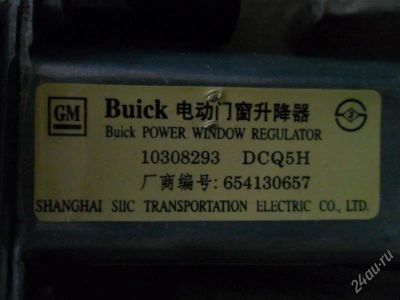 GM Buick 电动门窗升降器
Buick POWER WINDOW REGULATOR
10308293 DCQ5H
厂商编号: 654130657
SHANGHAI SIIC TRANSPORTATION ELECTRIC CO., LTD.
24au.ru